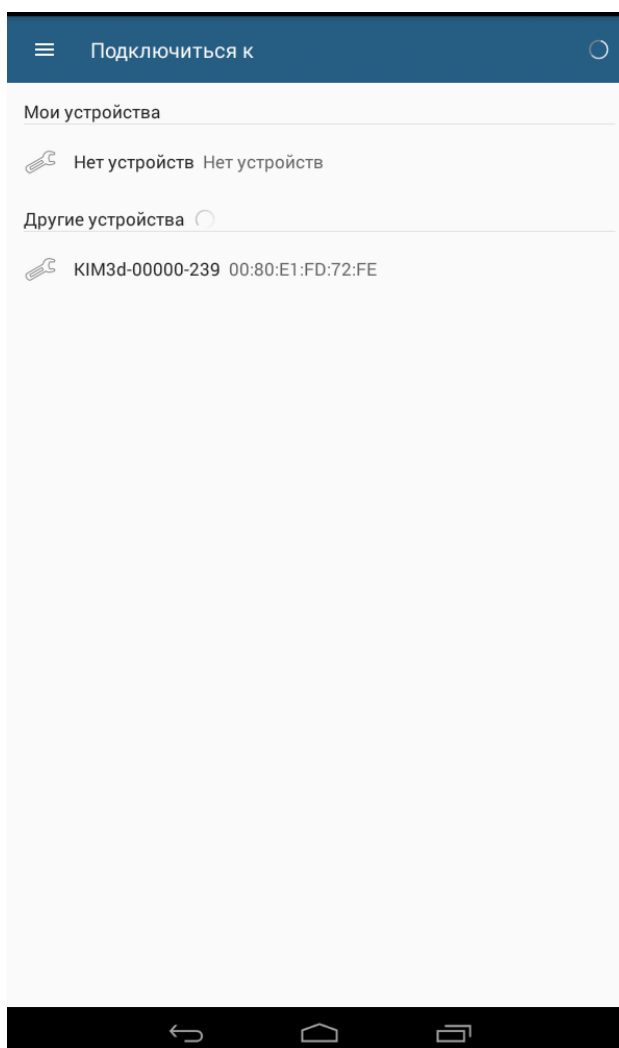 Подключиться к
Мои устройства
Нет устройств Нет устройств
Другие устройства
KIM3d-00000-239 00:80:E1:FD:72:FE